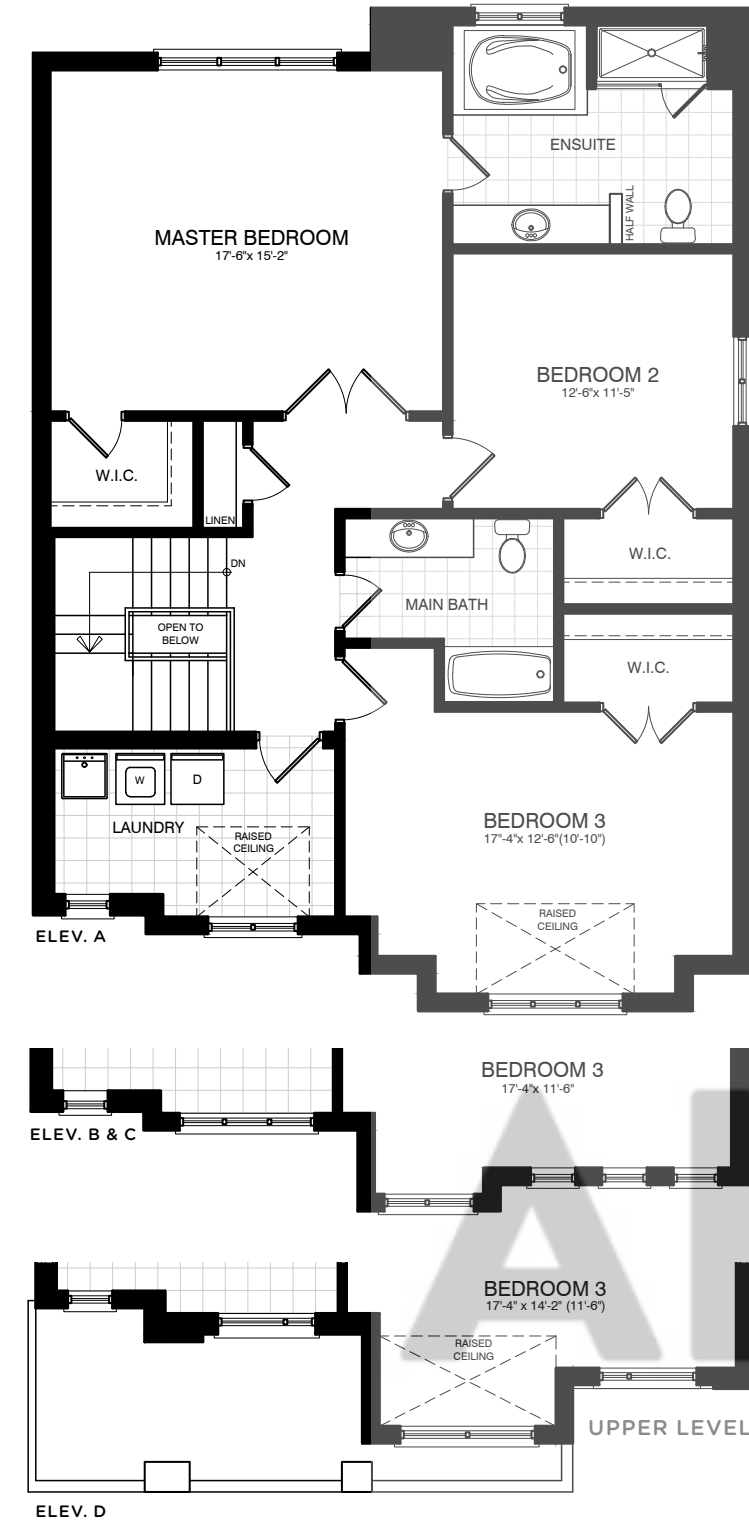 ENSUITE
HALF WALL
MASTER BEDROOM
17'-6"x 15'-2"
BEDROOM 2
12'-6"x 11'-5"
W.I.C.
LINEN
W.I.C.
DN
MAIN BATH
OPEN TO
BELOW
W.I.C.
W
D
LAUNDRY
RAISED
CEILING
BEDROOM 3
17'-4"x 12'-6"(10'-10")
RAISED
CEILING
ELEV. A
BEDROOM 3
17'-4"x 11'-6"
ELEV. B & C
BEDROOM 3
17'-4" x 14'-2" (11'-6")
RAISED
CEILING
UPPER LEVEL
ELEV. D